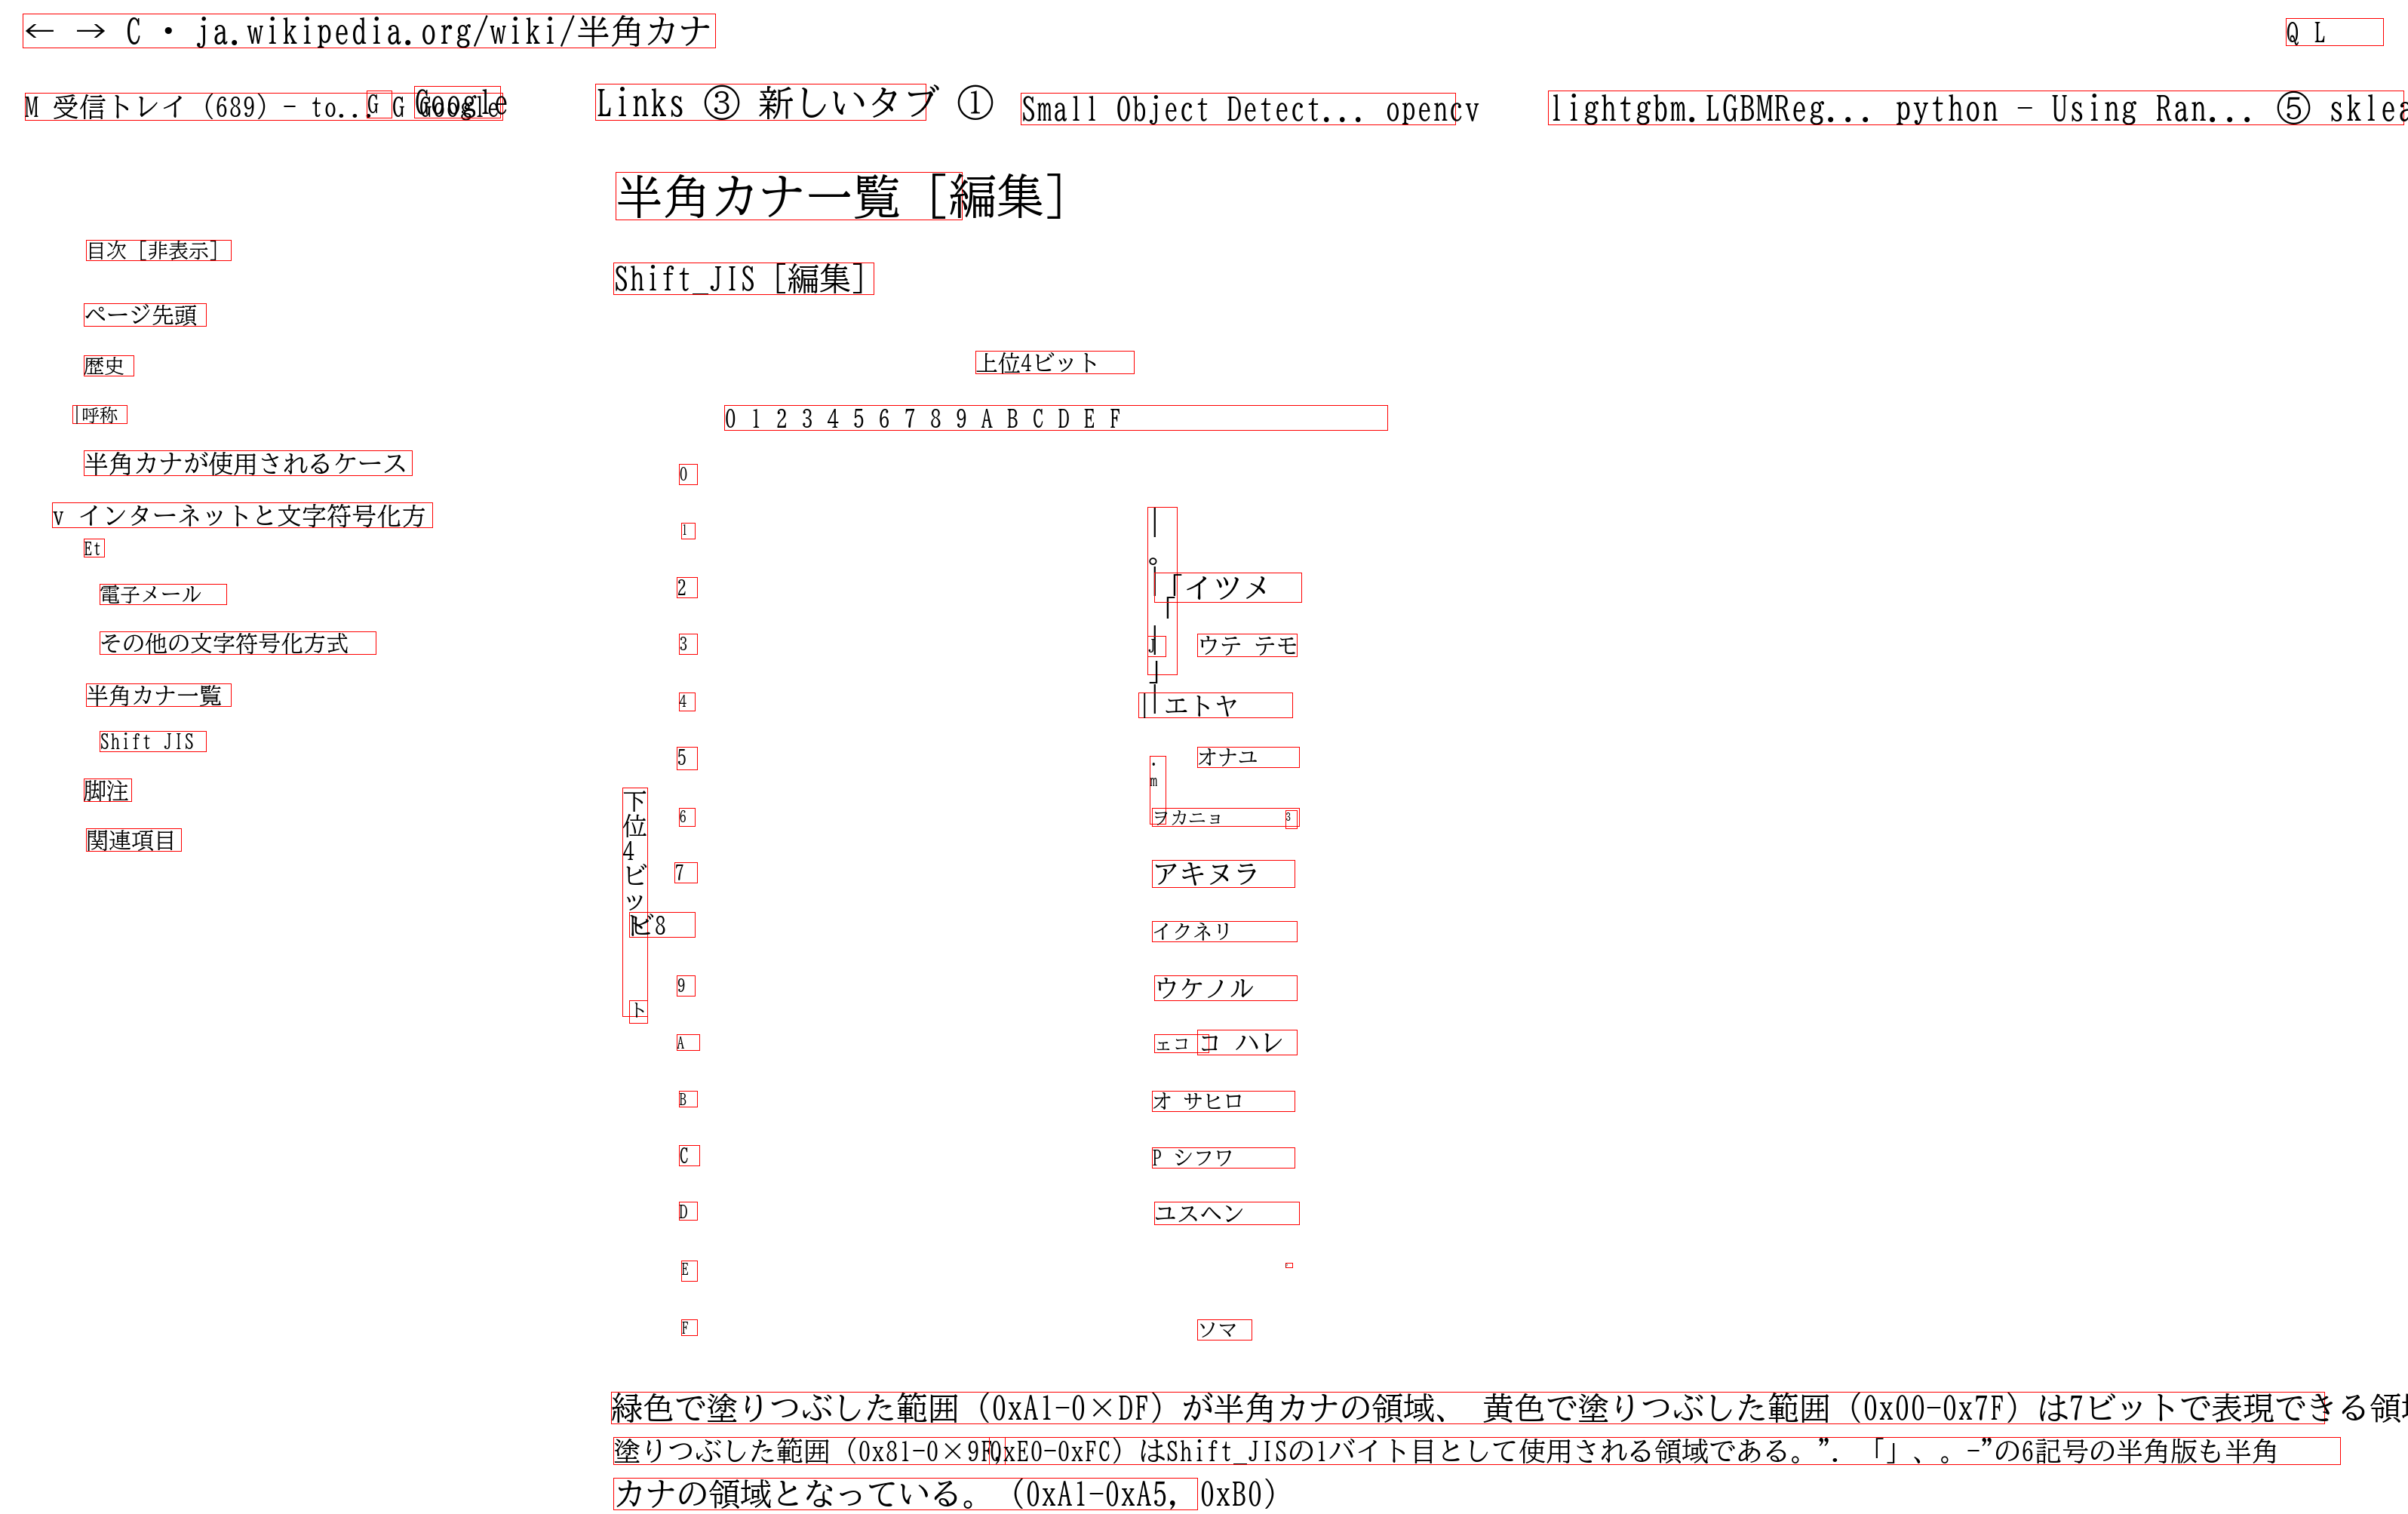 ← → C • ja.wikipedia.org/wiki/半角カナ
Q L
M 受信トレイ (689) - to... G Google
G
Google
Links ③ 新しいタブ ①
Small Object Detect... opencv
lightgbm.LGBMReg... python - Using Ran... ⑤ sklea
半角カナ一覧 [編集]
目次 [非表示]
Shift_JIS [編集]
ページ先頭
上位4ビット
歴史
|呼称
0 1 2 3 4 5 6 7 8 9 A B C D E F
半角カナが使用されるケース
0
v インターネットと文字符号化方
1
Et
|。|「|」|
電子メール
2
「イツメ
その他の文字符号化方式
3
J
ウテ テモ
半角カナ一覧
4
| エトヤ
Shift JIS
5
オナユ
.m
脚注
下位4ビット
6
ヲカニョ
3
関連項目
7
アキヌラ
ビ8
イクネリ
9
ウケノル
ト
A
ェコ
コ ハレ
B
オ サヒロ
C
P シフワ
D
ユスヘン
E
F
ソマ
緑色で塗りつぶした範囲 (0xA1-0×DF) が半角カナの領域、 黄色で塗りつぶした範囲 (0x00-0x7F) は7ビットで表現できる領域
塗りつぶした範囲 (0x81-0×9F,
0xE0-0xFC) はShift_JISの1バイト目として使用される領域である。”. 「」、。-”の6記号の半角版も半角
カナの領域となっている。 (0xA1-0xA5, 0xB0)